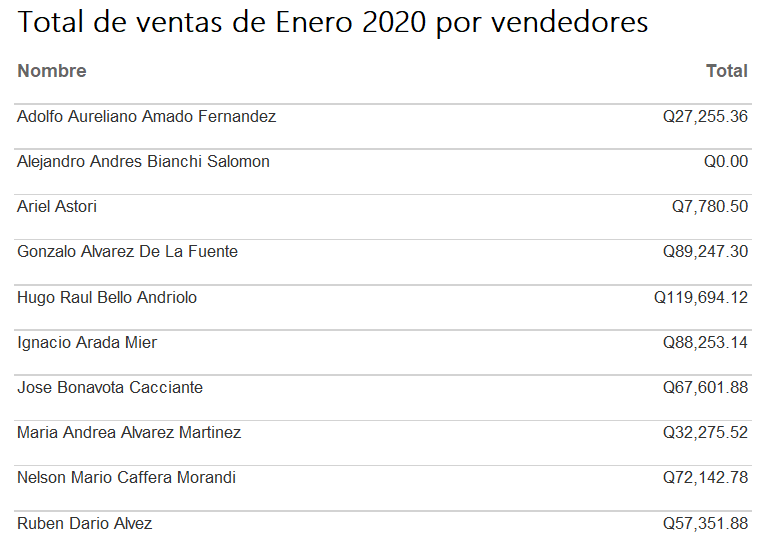 Total de ventas de Enero 2020 por vendedores
Nombre Total
Adolfo Aureliano Amado Fernandez Q27,255.36
Alejandro Andres Bianchi Salomon Q0.00
Ariel Astori Q7,780.50
Gonzalo Alvarez De La Fuente Q89,247.30
Hugo Raul Bello Andriolo Q119,694.12
Ignacio Arada Mier Q88,253.14
Jose Bonavota Cacciante Q67,601.88
Maria Andrea Alvarez Martinez Q32,275.52
Nelson Mario Caffera Morandi Q72,142.78
Ruben Dario Alvez Q57,351.88